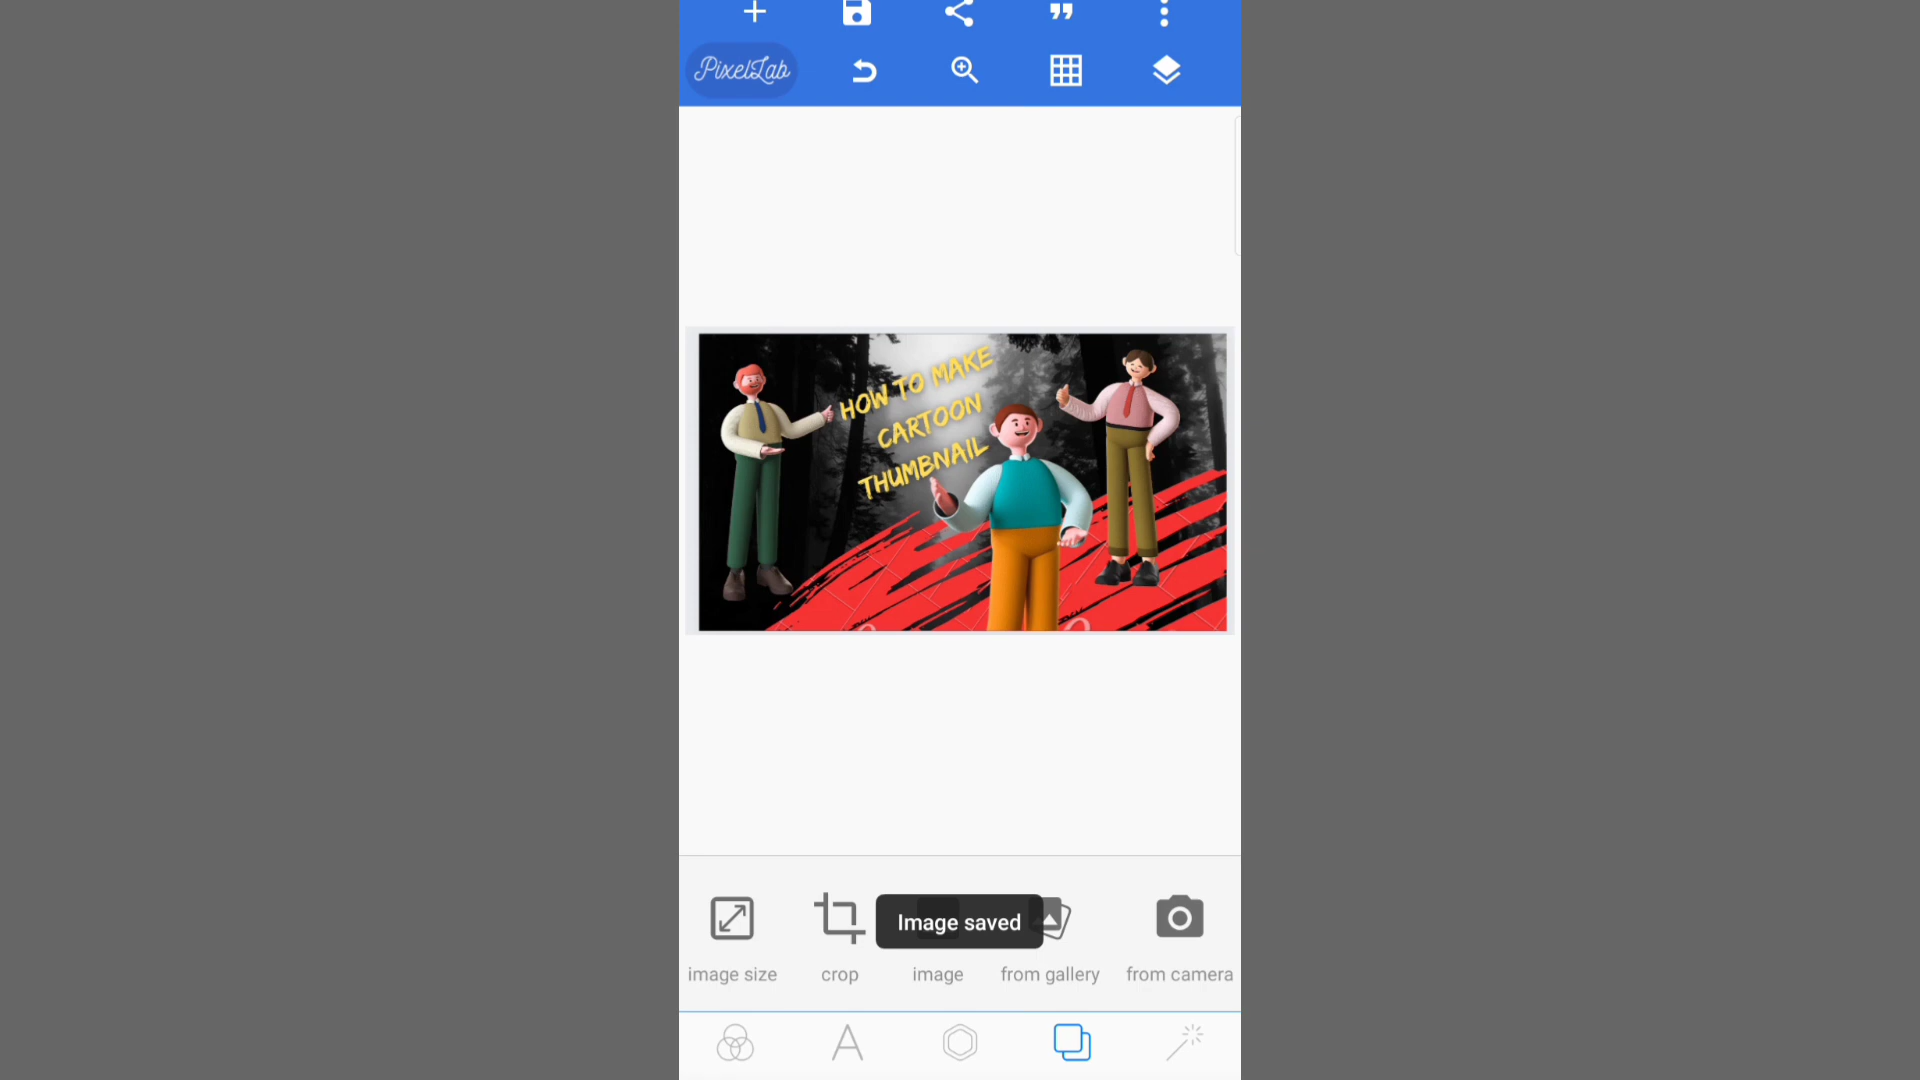 PixelLab
HOW TO MAKE
CARTOON
THUMBNAIL
Image saved
image size
crop
image
from gallery
from camera